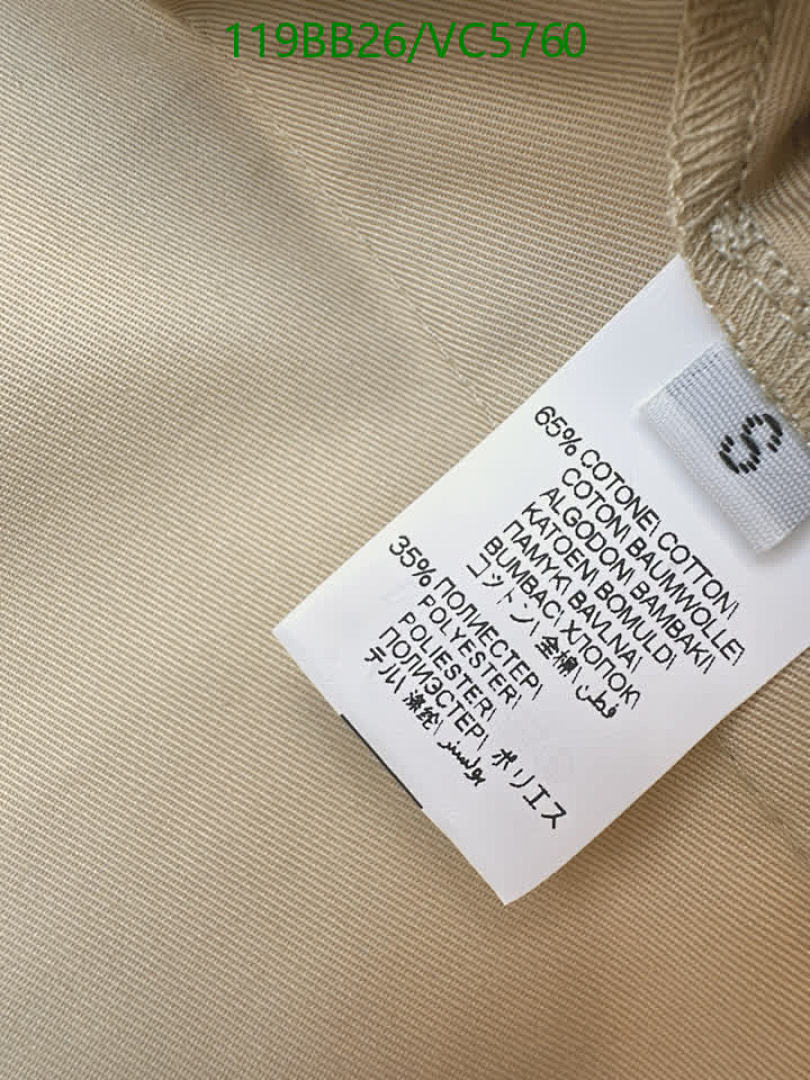 119BB26/VC5760
S
65% COTONE\ COTTON\
COTON\ BAUMWOLLE\
ALGODON\ BAMBAKI\
KATOEN\ BOMULD\
ПАМУК\ BAVLNA\
BUMBAC\ ХЛОПОК\
コットン\ 全棉\ قطن
35% ПОЛИЕСТЕР\
POLYESTER\
POLIESTER\
ПОЛИЭСТЕР\ ポリエス
テル\ 涤纶\ بوليستر